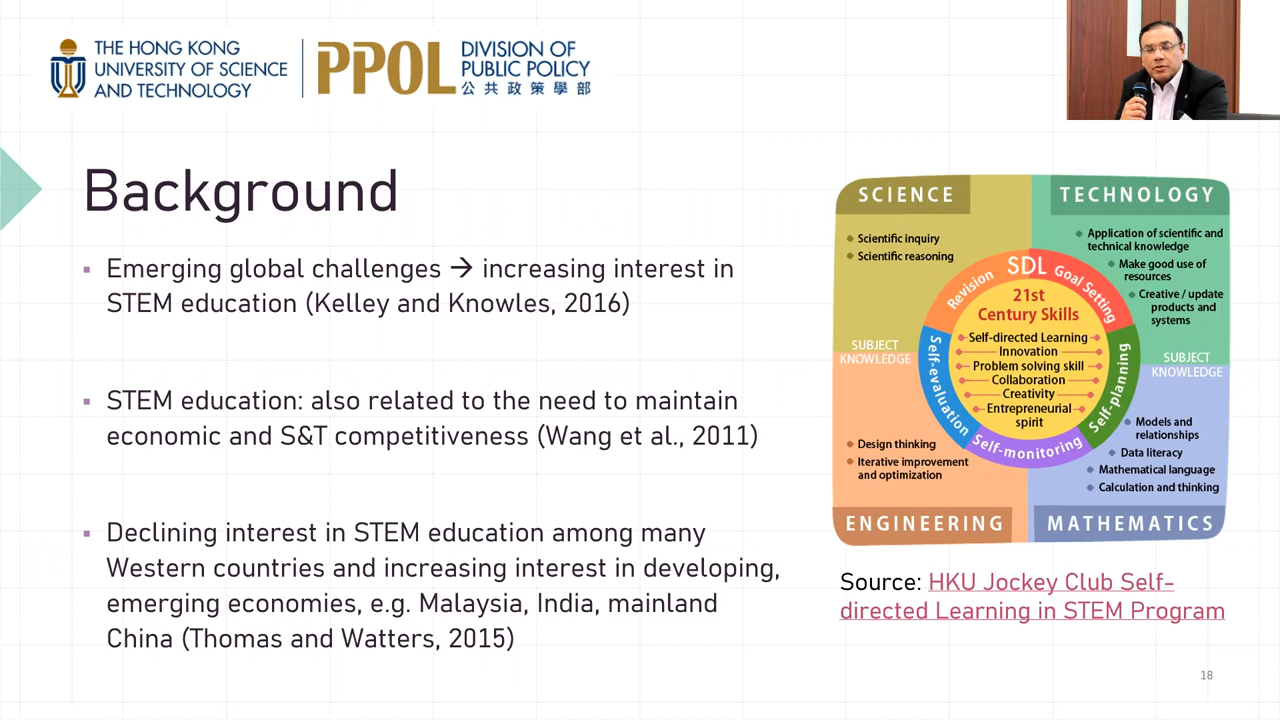 THE HONG KONG
UNIVERSITY OF SCIENCE
AND TECHNOLOGY
PPOL
DIVISION OF
PUBLIC POLICY
公共政策學部
Background
Emerging global challenges → increasing interest in
STEM education (Kelley and Knowles, 2016)
STEM education: also related to the need to maintain
economic and S&T competitiveness (Wang et al., 2011)
Declining interest in STEM education among many
Western countries and increasing interest in developing,
emerging economies, e.g. Malaysia, India, mainland
China (Thomas and Watters, 2015)
SCIENCE
Scientific inquiry
Scientific reasoning
TECHNOLOGY
Application of scientific and
technical knowledge
Make good use of
resources
Creative / update
products and
systems
SUBJECT
KNOWLEDGE
SUBJECT
KNOWLEDGE
SDL
Goal Setting
Self-planning
Self-monitoring
Self-evaluation
Revision
21st
Century Skills
Self-directed Learning
Innovation
Problem solving skill
Collaboration
Creativity
Entrepreneurial
spirit
Design thinking
Iterative improvement
and optimization
ENGINEERING
Models and
relationships
Data literacy
Mathematical language
Calculation and thinking
MATHEMATICS
Source: HKU Jockey Club Self-
directed Learning in STEM Program
18